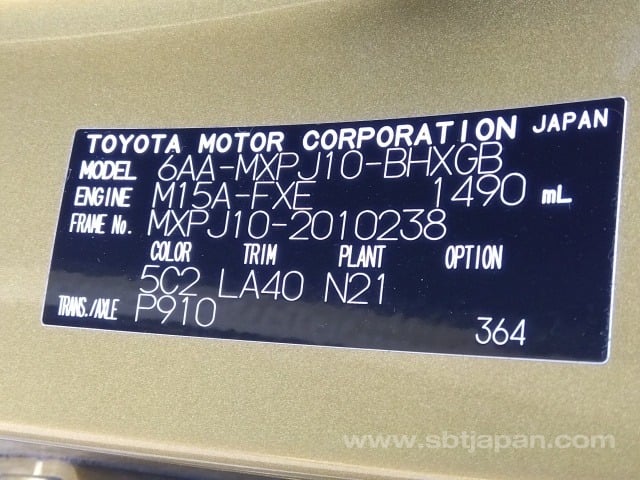 TOYOTA MOTOR CORPORATION JAPAN
MODEL 6AA-MXPJ10-BHXGB
ENGINE M15A-FXE 1490 mL
FRAME No. MXPJ10-2010238
COLOR TRIM PLANT OPTION
5C2 LA40 N21
TRANS./AXLE P910
364
www.sbtjapan.com